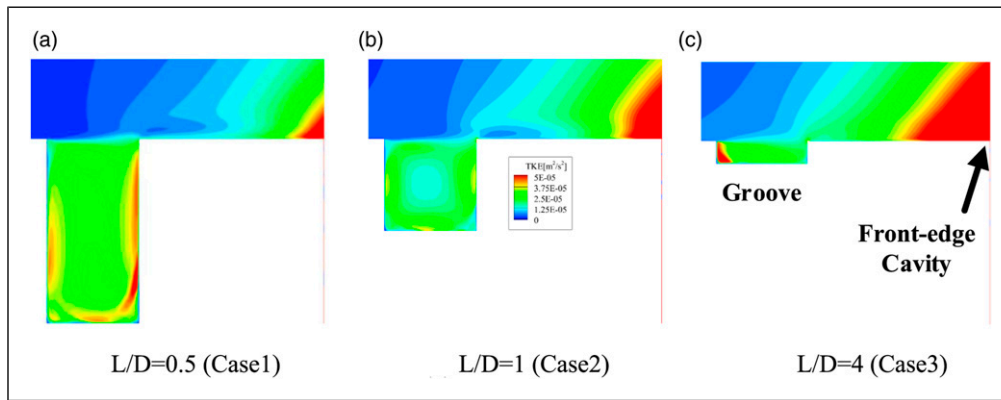 (a)
(b)
(c)
TKE[m²/s²]
5E-05
3.75E-05
2.5E-05
1.25E-05
0
Groove
Front-edge
Cavity
L/D=0.5 (Case1)
L/D=1 (Case2)
L/D=4 (Case3)